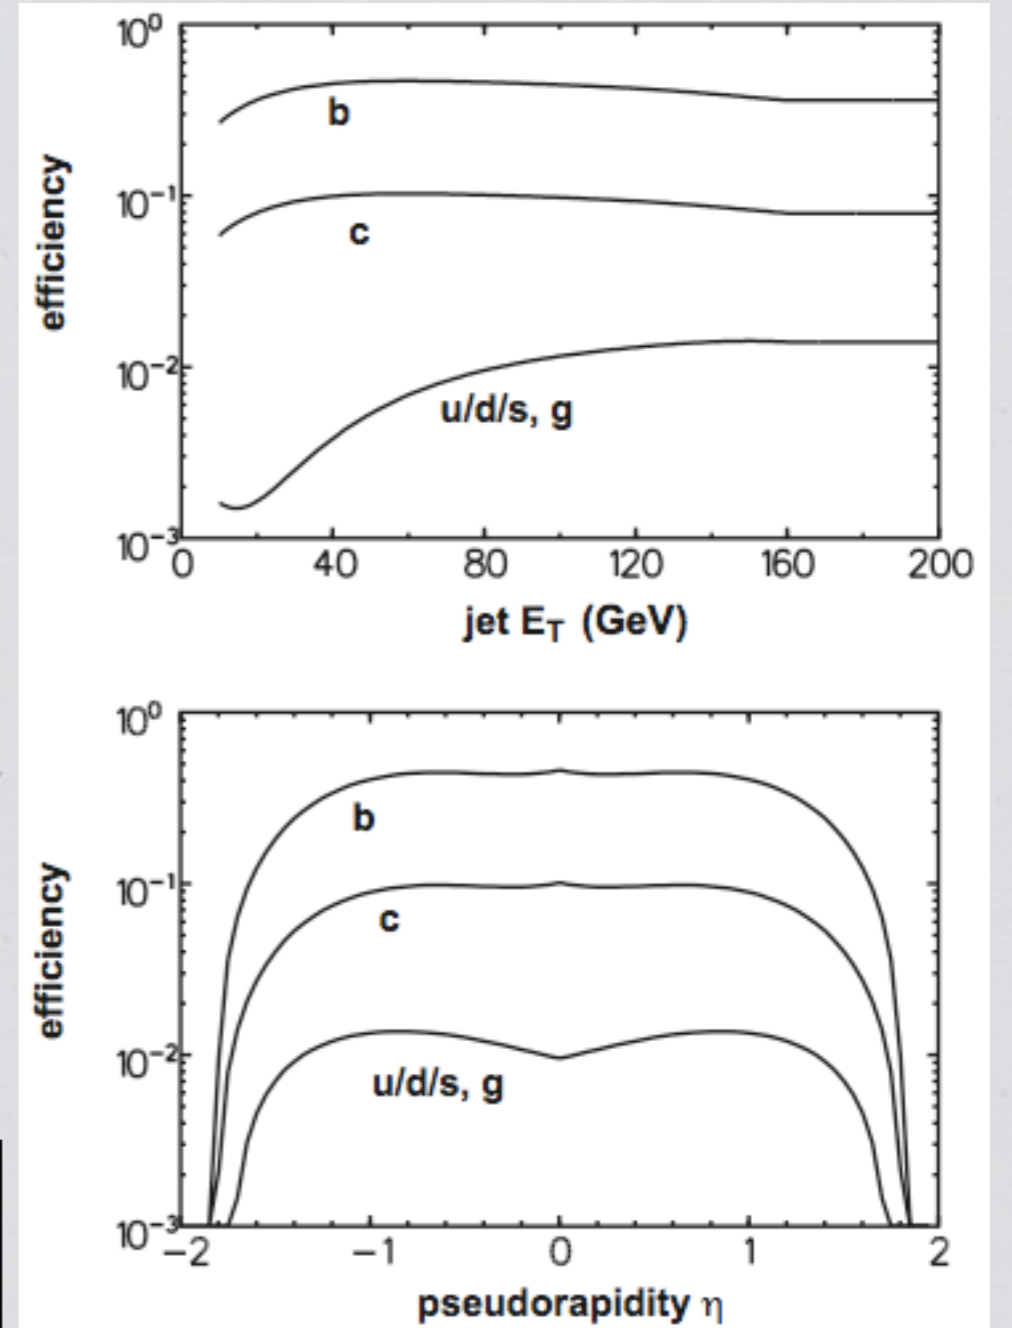 10⁰
b
10⁻¹
c
efficiency
10⁻²
u/d/s, g
10⁻³
0 40 80 120 160 200
jet E_T (GeV)
10⁰
b
10⁻¹
c
efficiency
10⁻²
u/d/s, g
10⁻³
−2 −1 0 1 2
pseudorapidity η